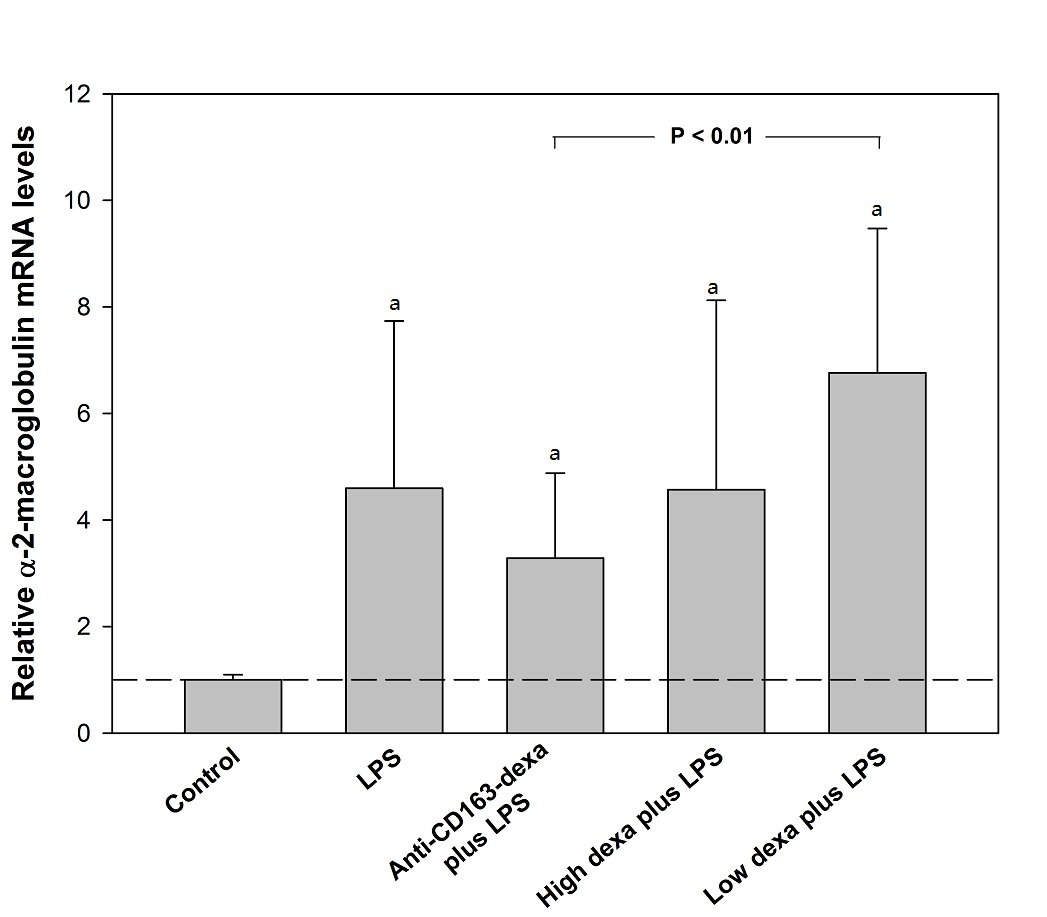 Relative α-2-macroglobulin mRNA levels
12
10
8
6
4
2
0
P < 0.01
a
a
a
a
Control
LPS
Anti-CD163-dexa
plus LPS
High dexa plus LPS
Low dexa plus LPS